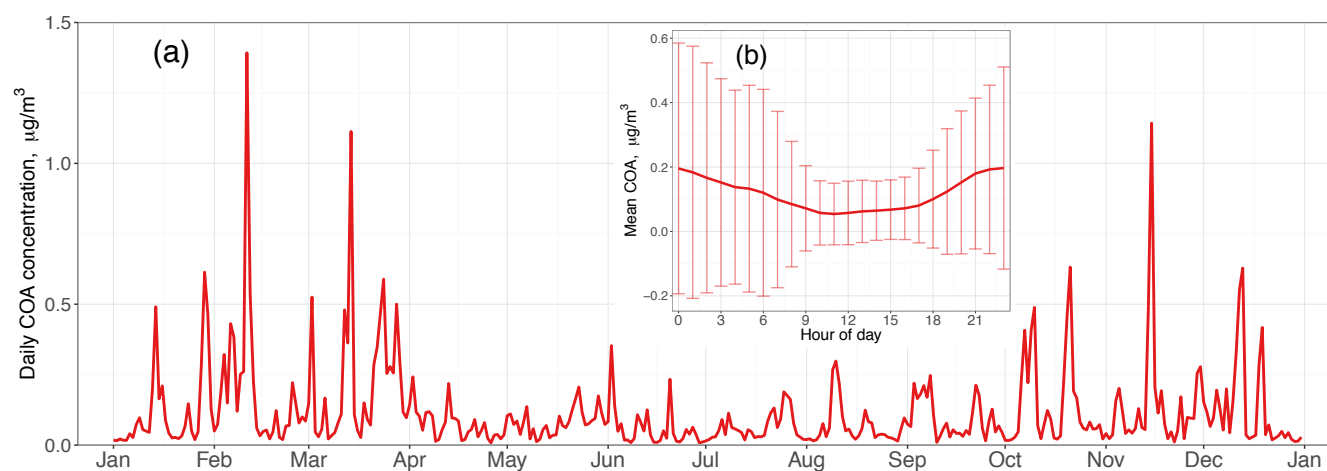 (a)
Daily COA concentration, μg/m³
1.5
1.0
0.5
0.0
Jan Feb Mar Apr May Jun Jul Aug Sep Oct Nov Dec Jan
(b)
Mean COA, μg/m³
0.6
0.4
0.2
0.0
−0.2
0 3 6 9 12 15 18 21
Hour of day